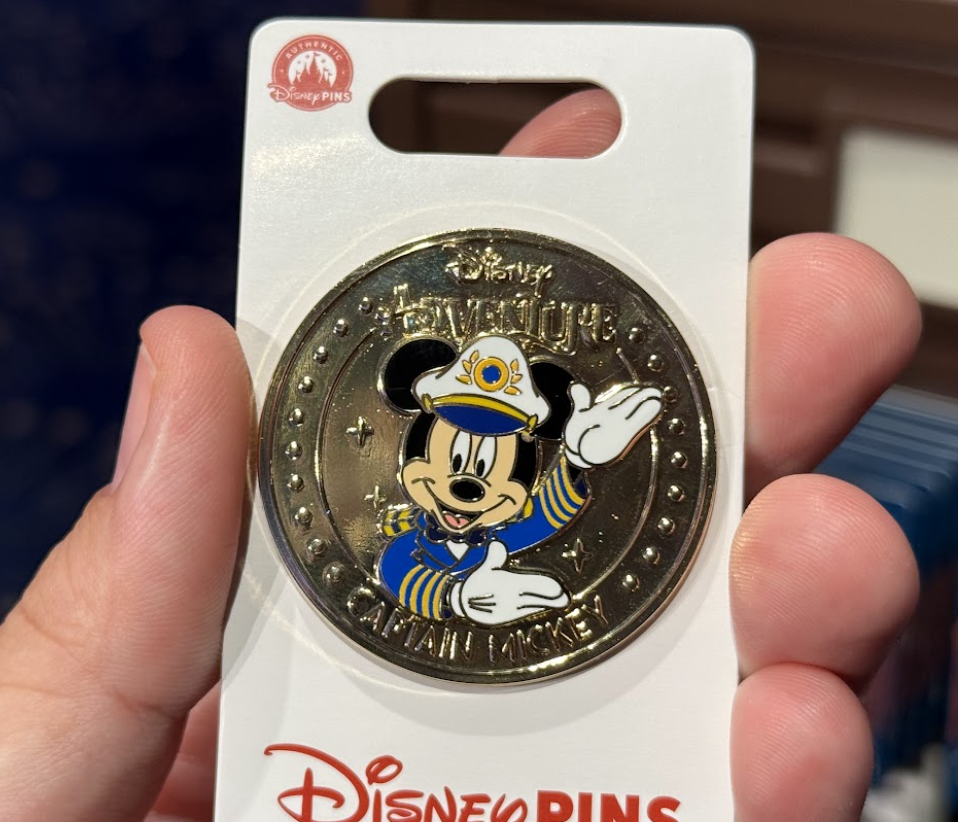 AUTHENTIC
Disney PINS
Disney
ADVENTURE
CAPTAIN MICKEY
Disney PINS